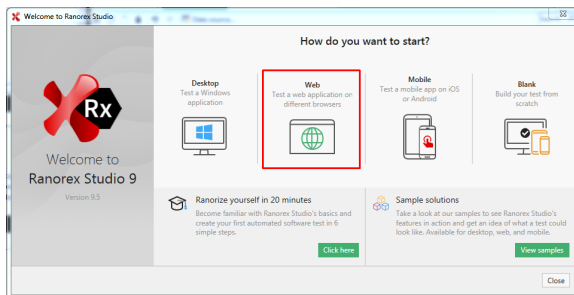 Welcome to Ranorex Studio
How do you want to start?
Desktop
Test a Windows
application
Web
Test a web application on
different browsers
Mobile
Test a mobile app on iOS
or Android
Blank
Build your test from
scratch
Rx
Welcome to
Ranorex Studio 9
Version 9.5
Ranorize yourself in 20 minutes
Become familiar with Ranorex Studio's basics and
create your first automated software test in 6
simple steps.
Click here
Sample solutions
Take a look at our samples to see Ranorex Studio's
features in action and get an idea of what a test could
look like. Available for desktop, web, and mobile.
View samples
Close